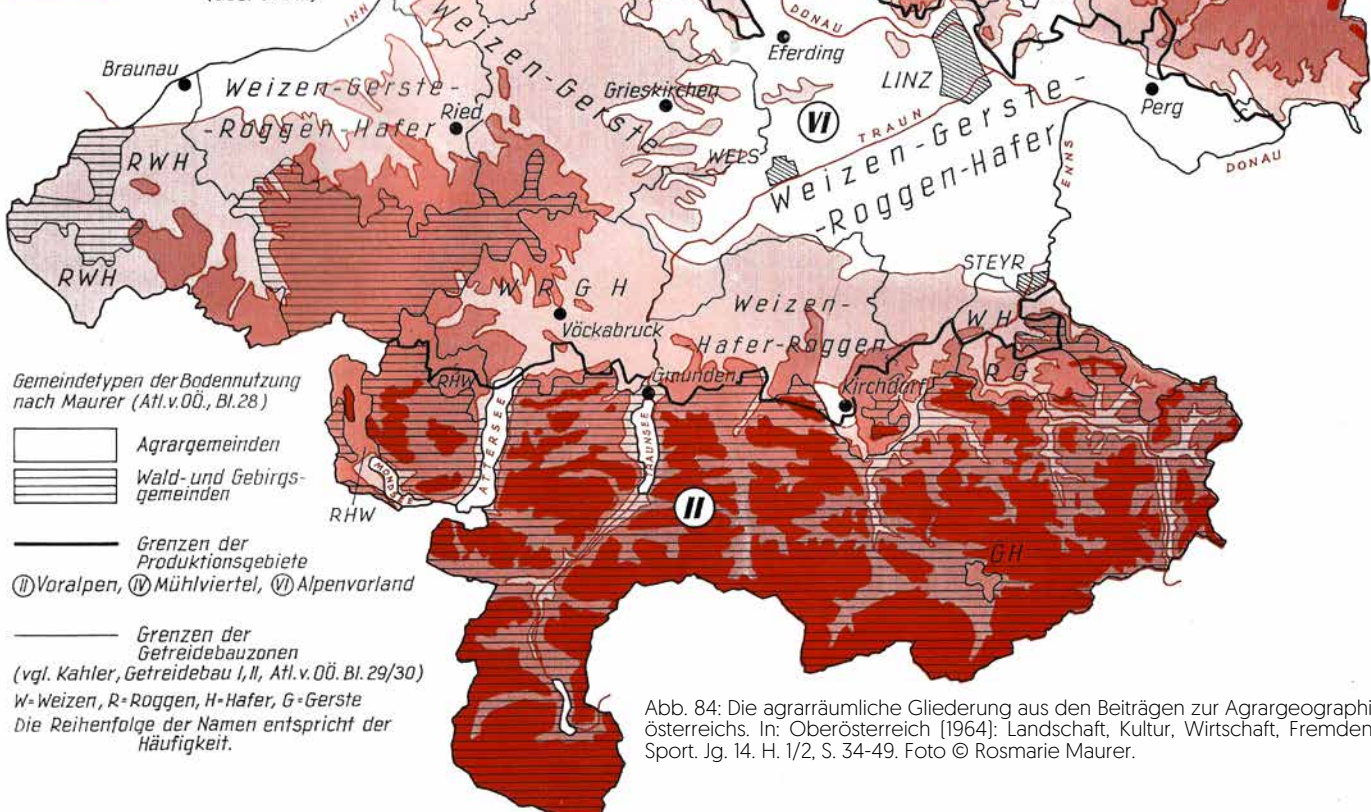 INN
DONAU
Eferding
LINZ
Braunau
Weizen-Gerste-
-Roggen-Hafer
Ried
Weizen-Gerste
Grieskirchen
VI
TRAUN
Perg
WELS
Weizen-Gerste-
-Roggen-Hafer
ENNS
DONAU
RWH
RWH
STEYR
WRGH
Vöckabruck
Weizen-
Hafer-Roggen
WH
RG
RHW
Gmunden
Kirchdorf
ATTERSEE
TRAUNSEE
MONDSEE
RHW
II
GH
Gemeindetypen der Bodennutzung
nach Maurer (Atl.v.OÖ., Bl.28)
Agrargemeinden
Wald-und Gebirgs-
gemeinden
Grenzen der
Produktionsgebiete
II Voralpen, IV Mühlviertel, VI Alpenvorland
Grenzen der
Getreidebauzonen
(vgl. Kahler, Getreidebau I,II, Atl.v.OÖ. Bl.29/30)
W=Weizen, R=Roggen, H=Hafer, G=Gerste
Die Reihenfolge der Namen entspricht der
Häufigkeit.
Abb. 84: Die agrarräumliche Gliederung aus den Beiträgen zur Agrargeographi
österreichs. In: Oberösterreich [1964]: Landschaft, Kultur, Wirtschaft, Fremden
Sport. Jg. 14. H. 1/2, S. 34-49. Foto © Rosmarie Maurer.